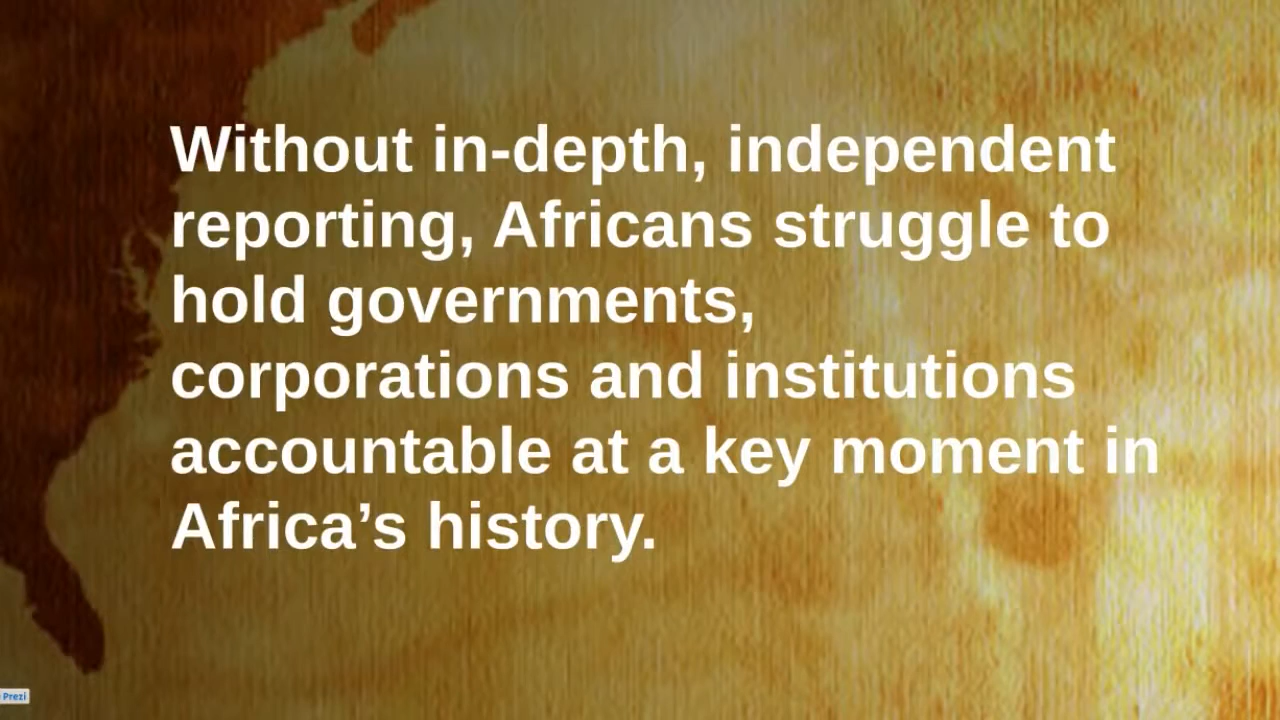 Without in-depth, independent
reporting, Africans struggle to
hold governments,
corporations and institutions
accountable at a key moment in
Africa’s history.
Prezi